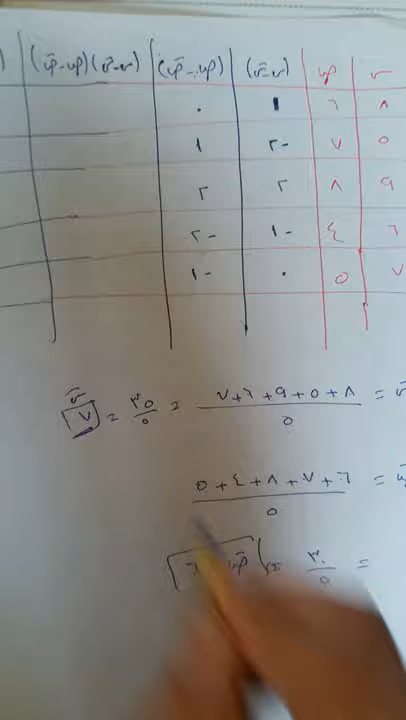 س ص (س-س̄) (ص-ص̄) (س-س̄)(ص-ص̄)
٨ ٦ ١ ٠
٥ ٧ ٢- ١
٩ ٨ ٢ ٢
٦ ٤ ١- ٢-
٧ ٥ ٠ ١-
س̄ = ٨+٥+٩+٦+٧ / ٥ = ٣٥ / ٥ = ٧ س̄
ص̄ = ٦+٧+٨+٤+٥ / ٥
= ٣٠ / ٥ = ص̄ ٦